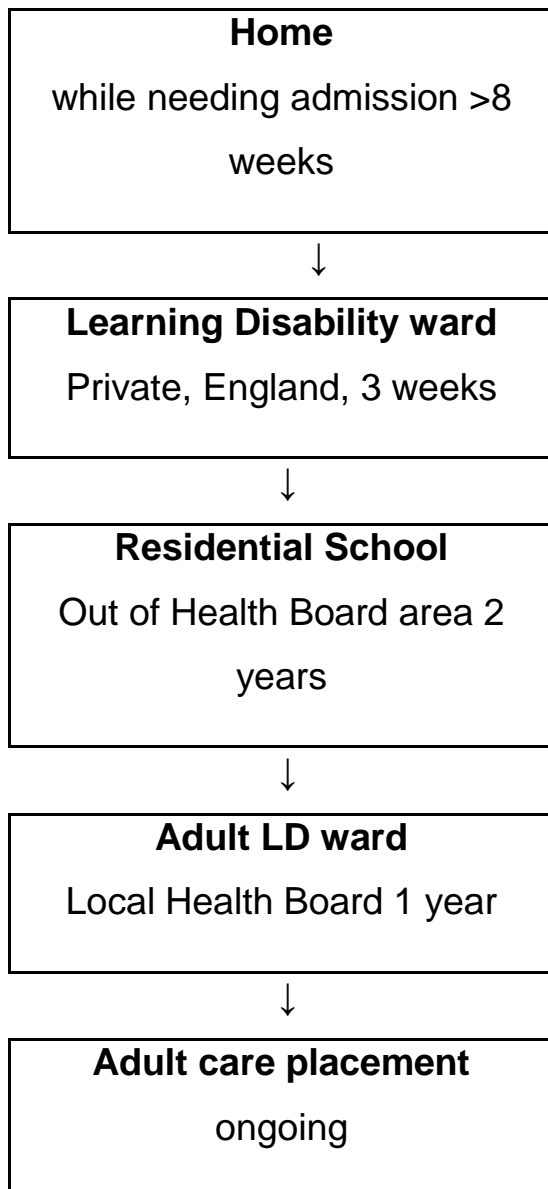 Home
while needing admission >8
weeks
↓
Learning Disability ward
Private, England, 3 weeks
↓
Residential School
Out of Health Board area 2
years
↓
Adult LD ward
Local Health Board 1 year
↓
Adult care placement
ongoing